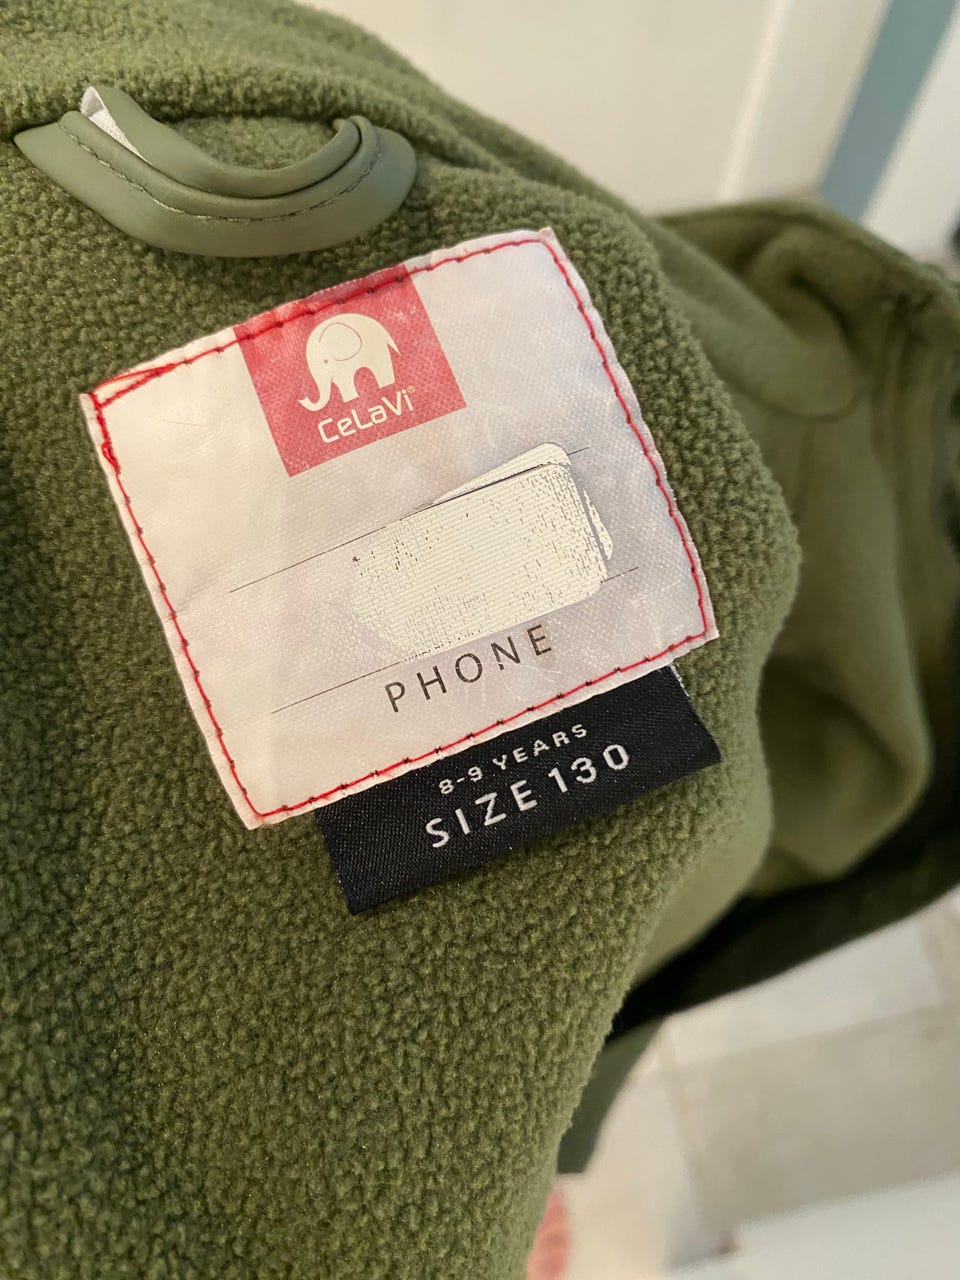 CeLaVi®
PHONE
8-9 YEARS
SIZE 130